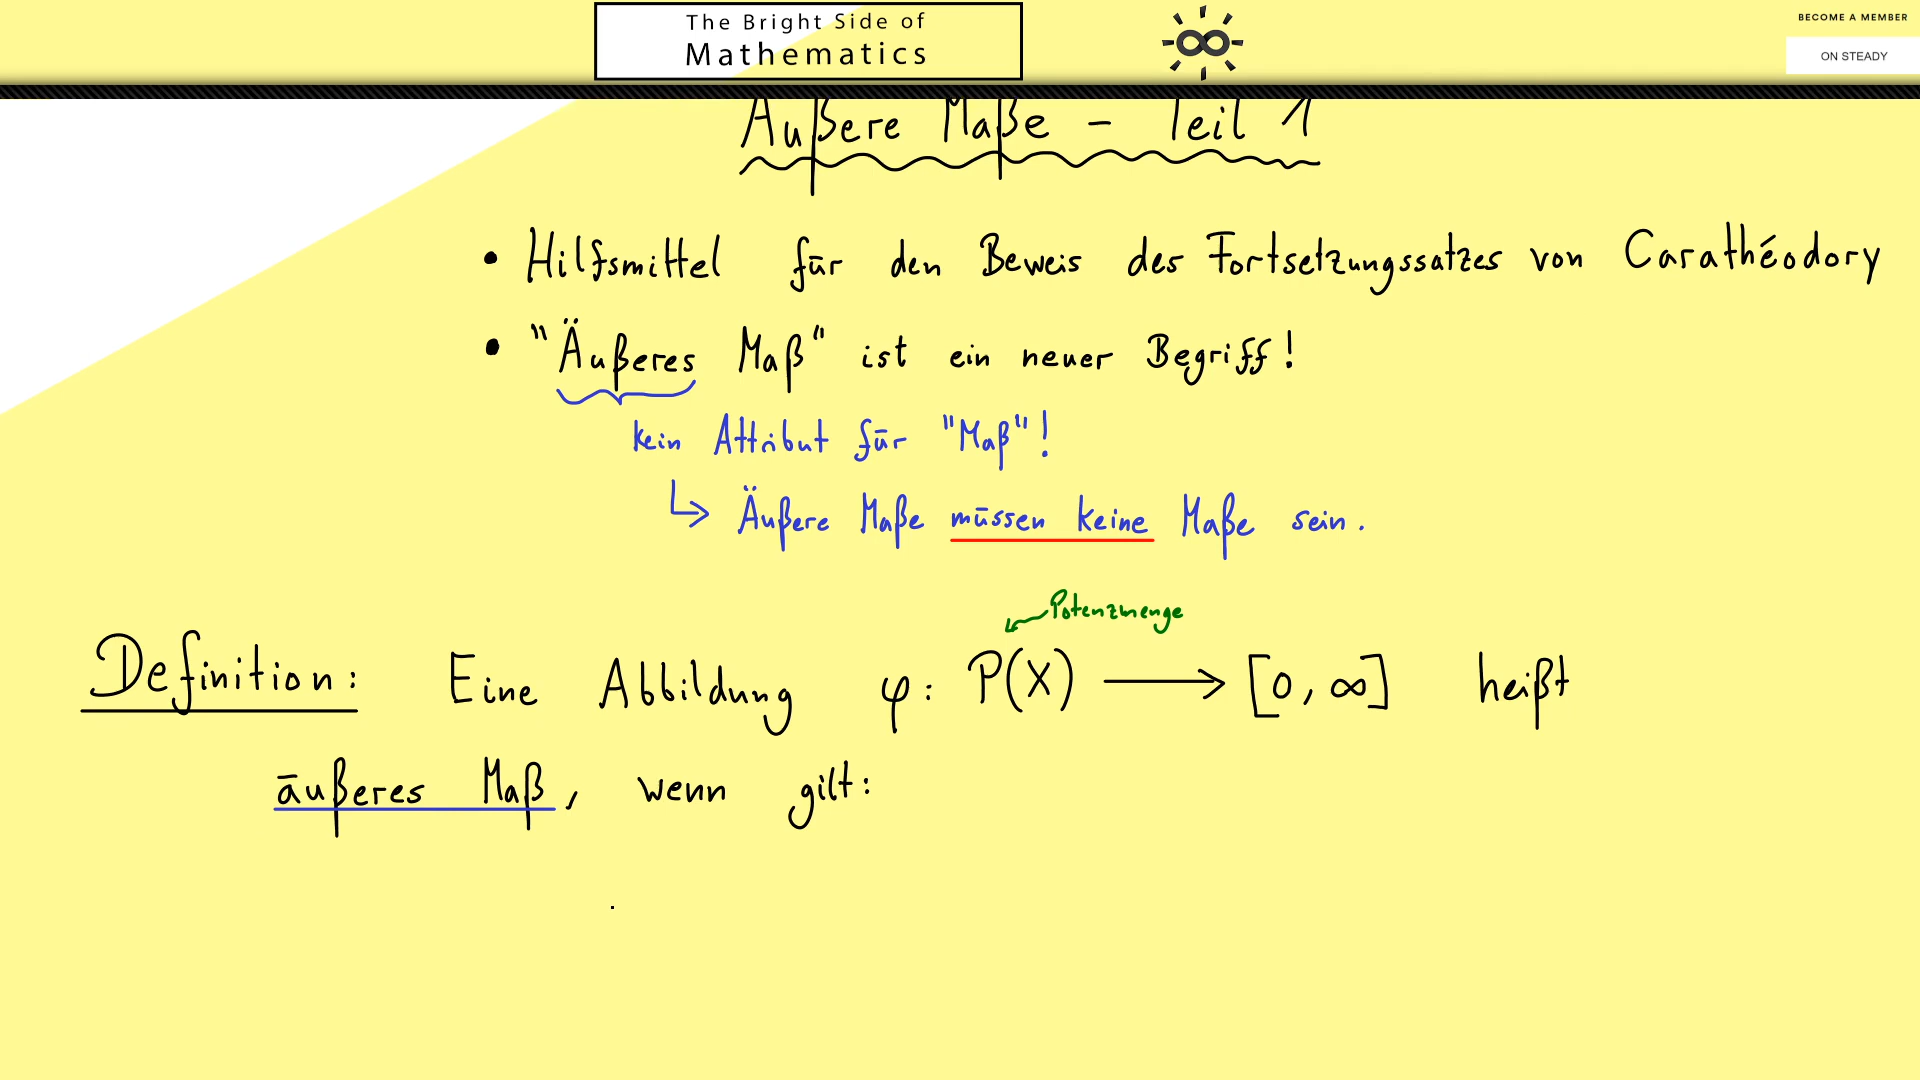 The Bright Side of
Mathematics
BECOME A MEMBER
ON STEADY
Äußere Maße - Teil 1
• Hilfsmittel für den Beweis des Fortsetzungssatzes von Carathéodory
• "Äußeres Maß" ist ein neuer Begriff!
kein Attribut für "Maß"!
↳ Äußere Maße müssen keine Maße sein.
Potenzmenge
Definition: Eine Abbildung φ: P(X) ⟶ [0, ∞] heißt
äußeres Maß, wenn gilt: